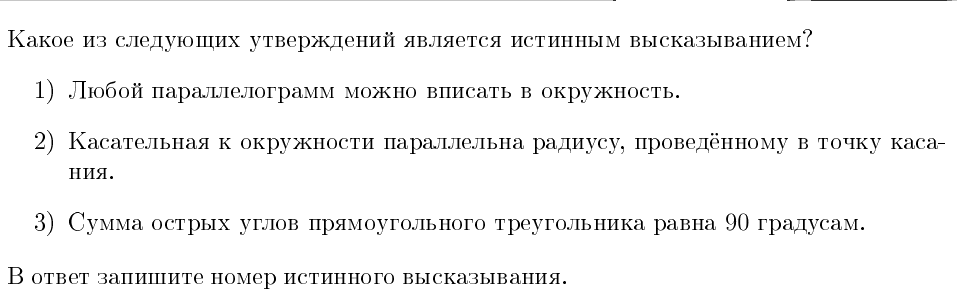 Какое из следующих утверждений является истинным высказыванием?
1) Любой параллелограмм можно вписать в окружность.
2) Касательная к окружности параллельна радиусу, проведённому в точку каса-
ния.
3) Сумма острых углов прямоугольного треугольника равна 90 градусам.
В ответ запишите номер истинного высказывания.